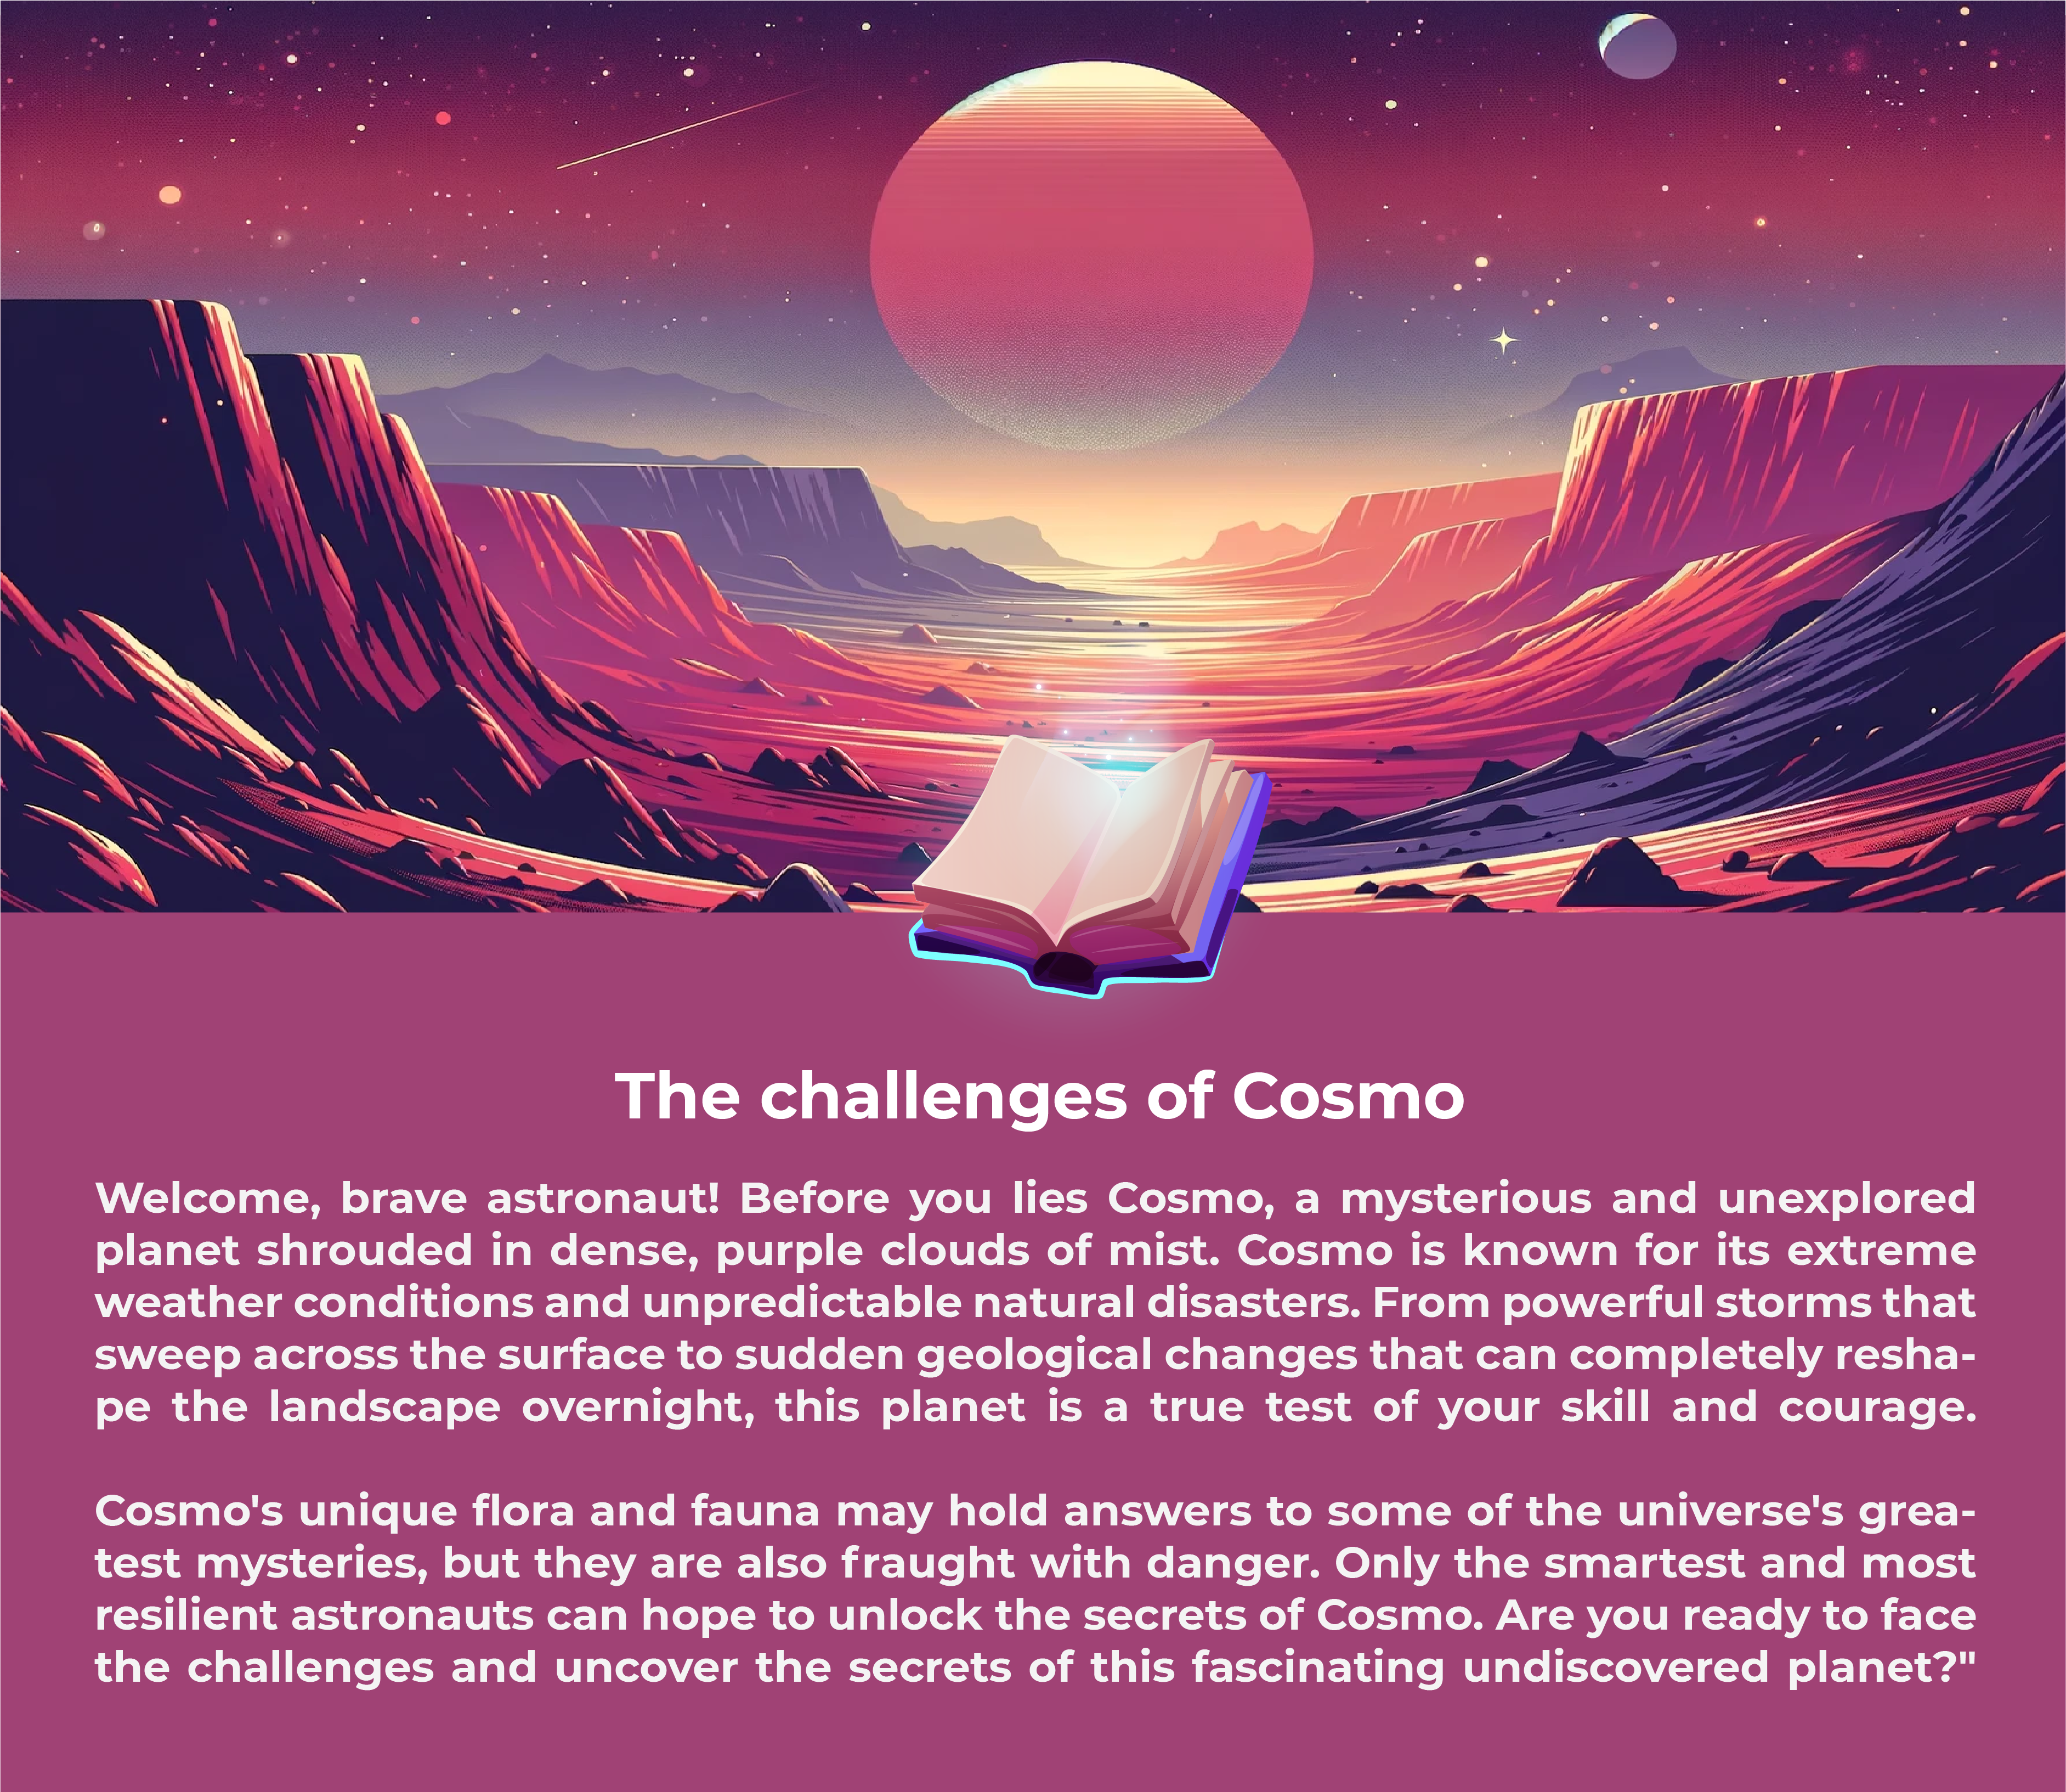 The challenges of Cosmo
Welcome, brave astronaut! Before you lies Cosmo, a mysterious and unexplored
planet shrouded in dense, purple clouds of mist. Cosmo is known for its extreme
weather conditions and unpredictable natural disasters. From powerful storms that
sweep across the surface to sudden geological changes that can completely resha-
pe the landscape overnight, this planet is a true test of your skill and courage.
Cosmo's unique flora and fauna may hold answers to some of the universe's grea-
test mysteries, but they are also fraught with danger. Only the smartest and most
resilient astronauts can hope to unlock the secrets of Cosmo. Are you ready to face
the challenges and uncover the secrets of this fascinating undiscovered planet?"